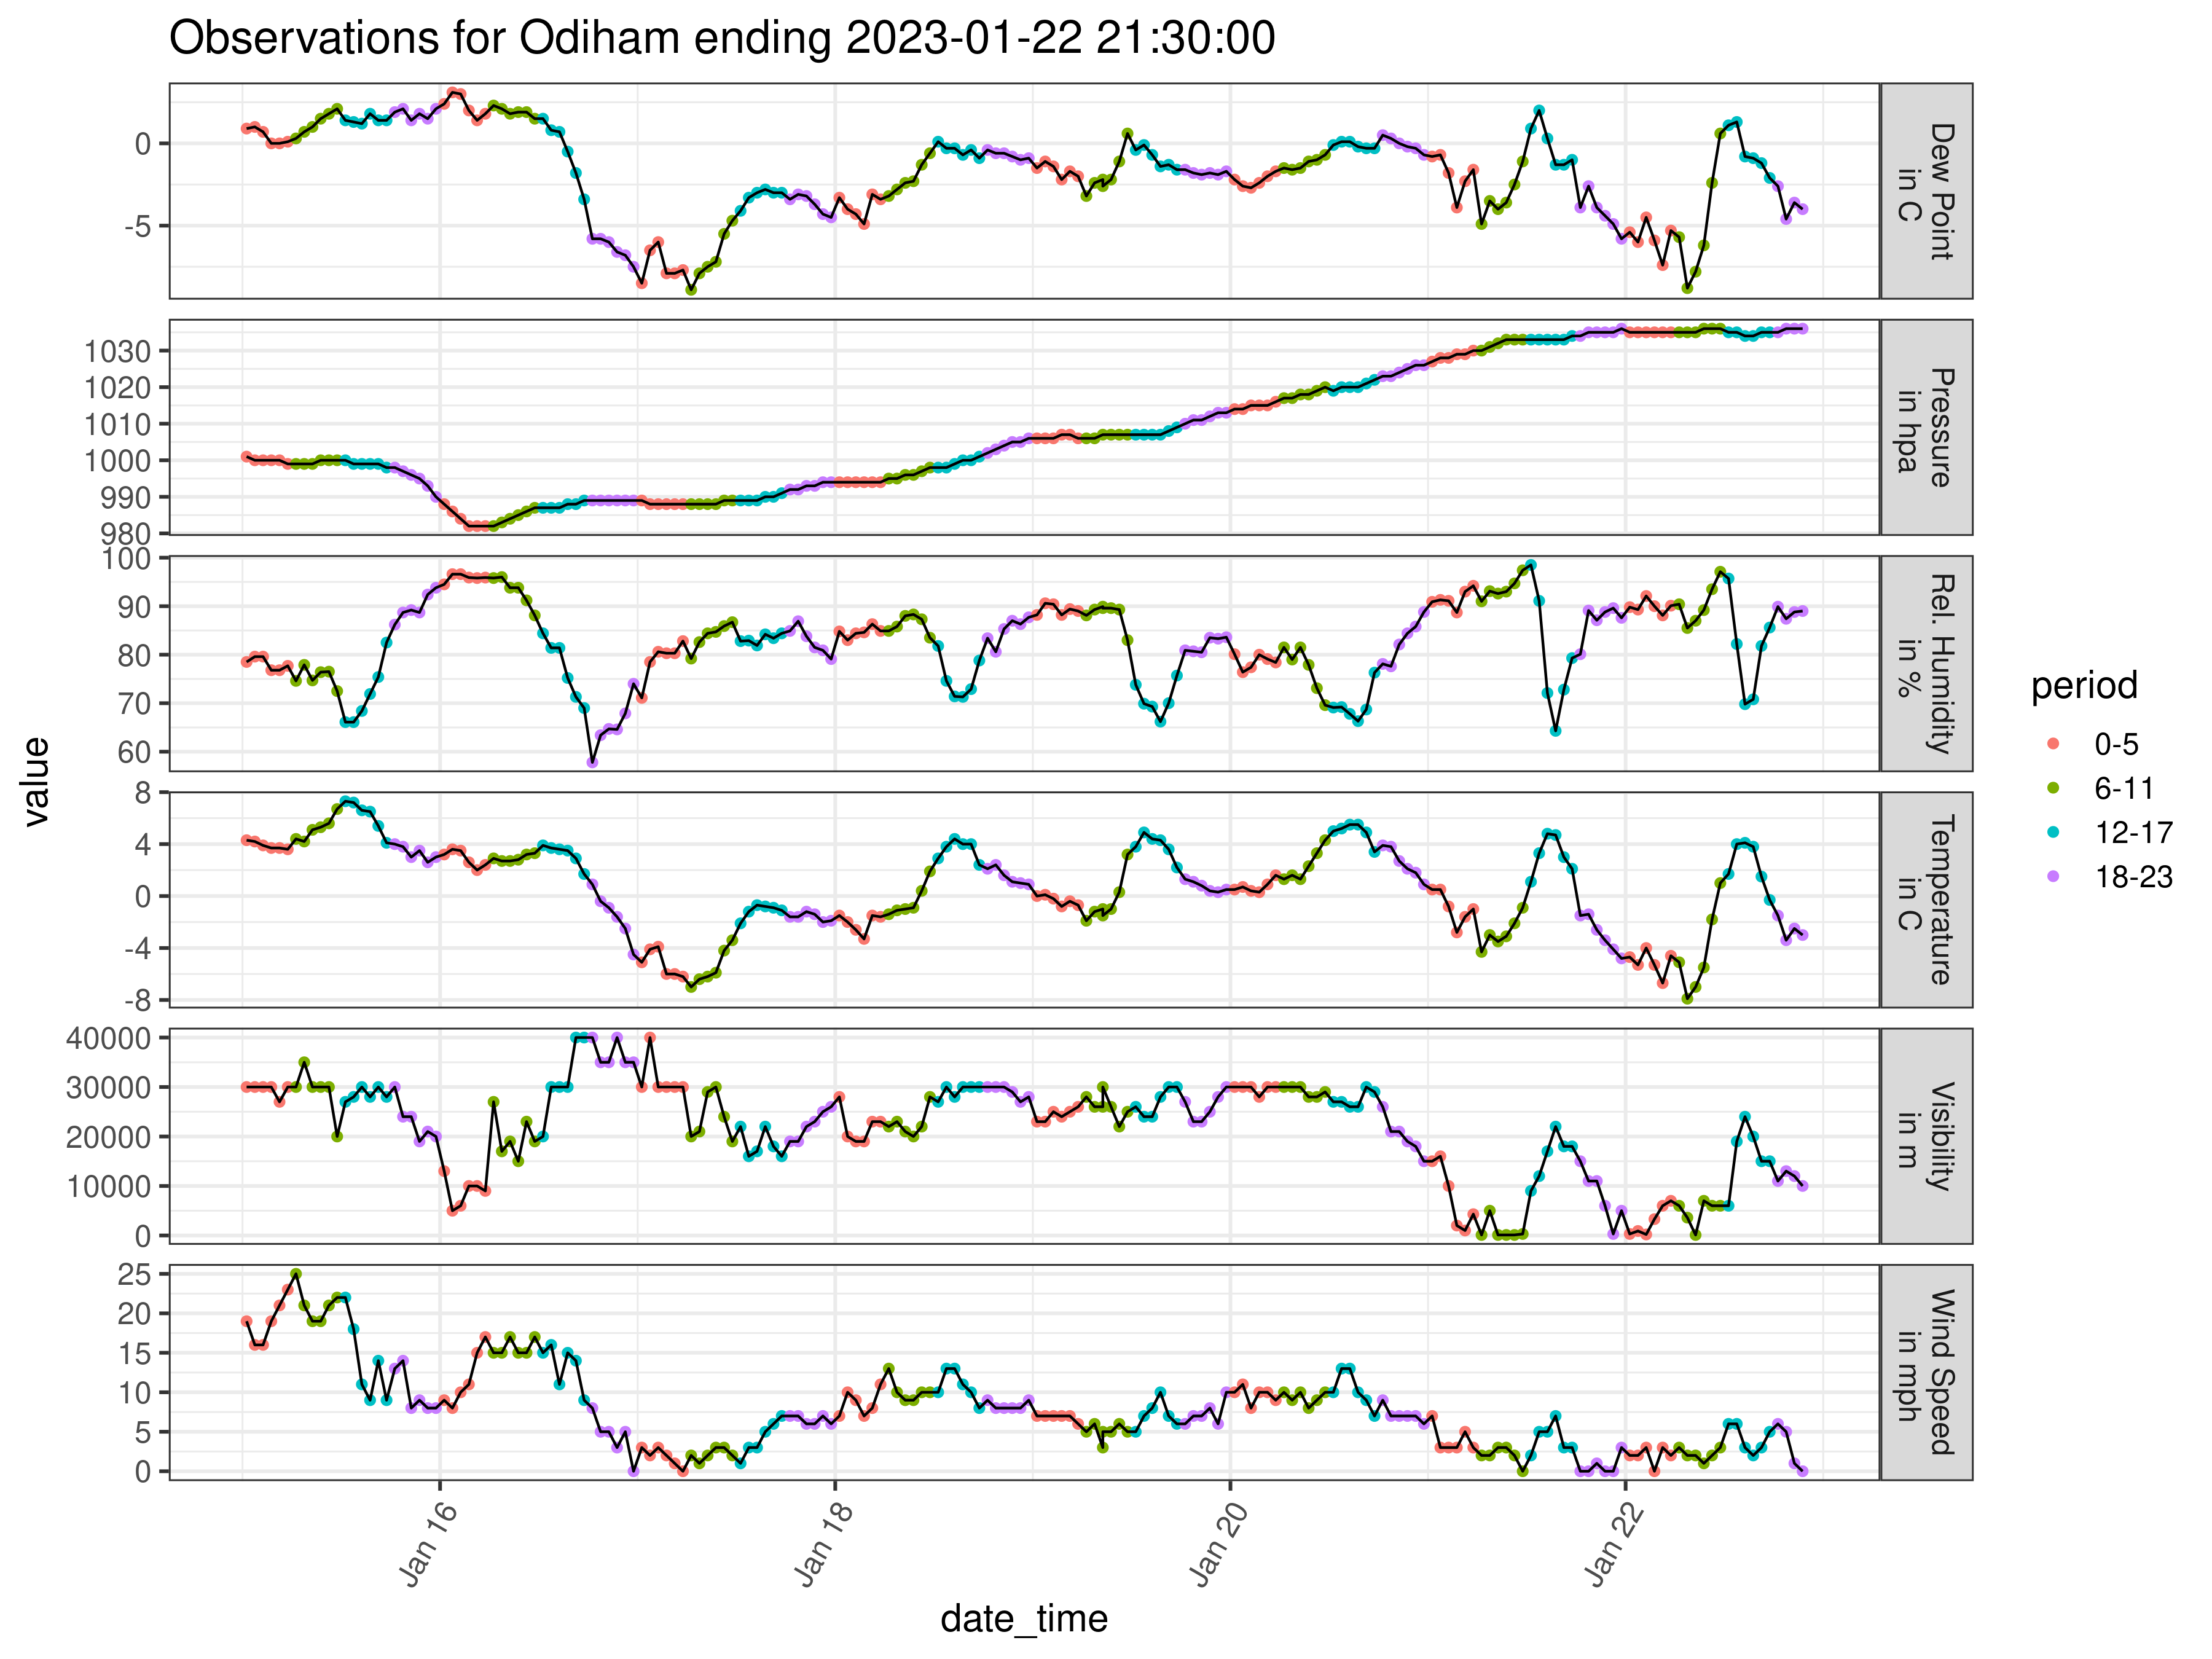 Observations for Odiham ending 2023-01-22 21:30:00
value
0
-5
Dew Point
in C
1030
1020
1010
1000
990
980
Pressure
in hpa
100
90
80
70
60
Rel. Humidity
in %
8
4
0
-4
-8
Temperature
in C
40000
30000
20000
10000
0
Visibility
in m
25
20
15
10
5
0
Wind Speed
in mph
Jan 16
Jan 18
Jan 20
Jan 22
date_time
period
0-5
6-11
12-17
18-23